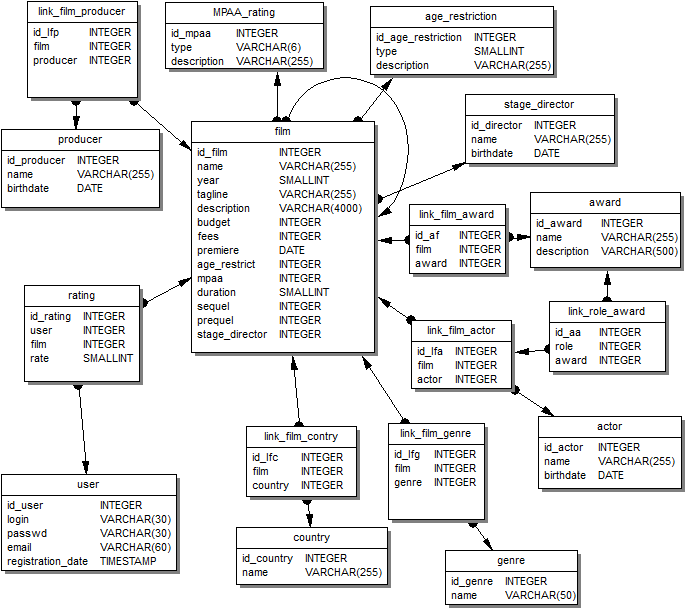 link_film_producer
id_lfp INTEGER
film INTEGER
producer INTEGER
MPAA_rating
id_mpaa INTEGER
type VARCHAR(6)
description VARCHAR(255)
age_restriction
id_age_restriction INTEGER
type SMALLINT
description VARCHAR(255)
producer
id_producer INTEGER
name VARCHAR(255)
birthdate DATE
film
id_film INTEGER
name VARCHAR(255)
year SMALLINT
tagline VARCHAR(255)
description VARCHAR(4000)
budget INTEGER
fees INTEGER
premiere DATE
age_restrict INTEGER
mpaa INTEGER
duration SMALLINT
sequel INTEGER
prequel INTEGER
stage_director INTEGER
stage_director
id_director INTEGER
name VARCHAR(255)
birthdate DATE
link_film_award
id_af INTEGER
film INTEGER
award INTEGER
award
id_award INTEGER
name VARCHAR(255)
description VARCHAR(500)
rating
id_rating INTEGER
user INTEGER
film INTEGER
rate SMALLINT
link_film_actor
id_lfa INTEGER
film INTEGER
actor INTEGER
link_role_award
id_aa INTEGER
role INTEGER
award INTEGER
link_film_contry
id_lfc INTEGER
film INTEGER
country INTEGER
link_film_genre
id_lfg INTEGER
film INTEGER
genre INTEGER
actor
id_actor INTEGER
name VARCHAR(255)
birthdate DATE
user
id_user INTEGER
login VARCHAR(30)
passwd VARCHAR(30)
email VARCHAR(60)
registration_date TIMESTAMP
country
id_country INTEGER
name VARCHAR(255)
genre
id_genre INTEGER
name VARCHAR(50)